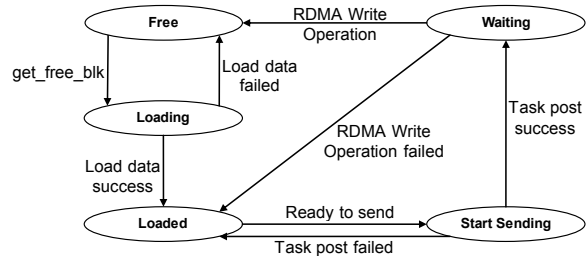 Free
RDMA Write
Operation
Waiting
get_free_blk
Load data
failed
Loading
RDMA Write
Operation failed
Task post
success
Load data
success
Loaded
Ready to send
Start Sending
Task post failed